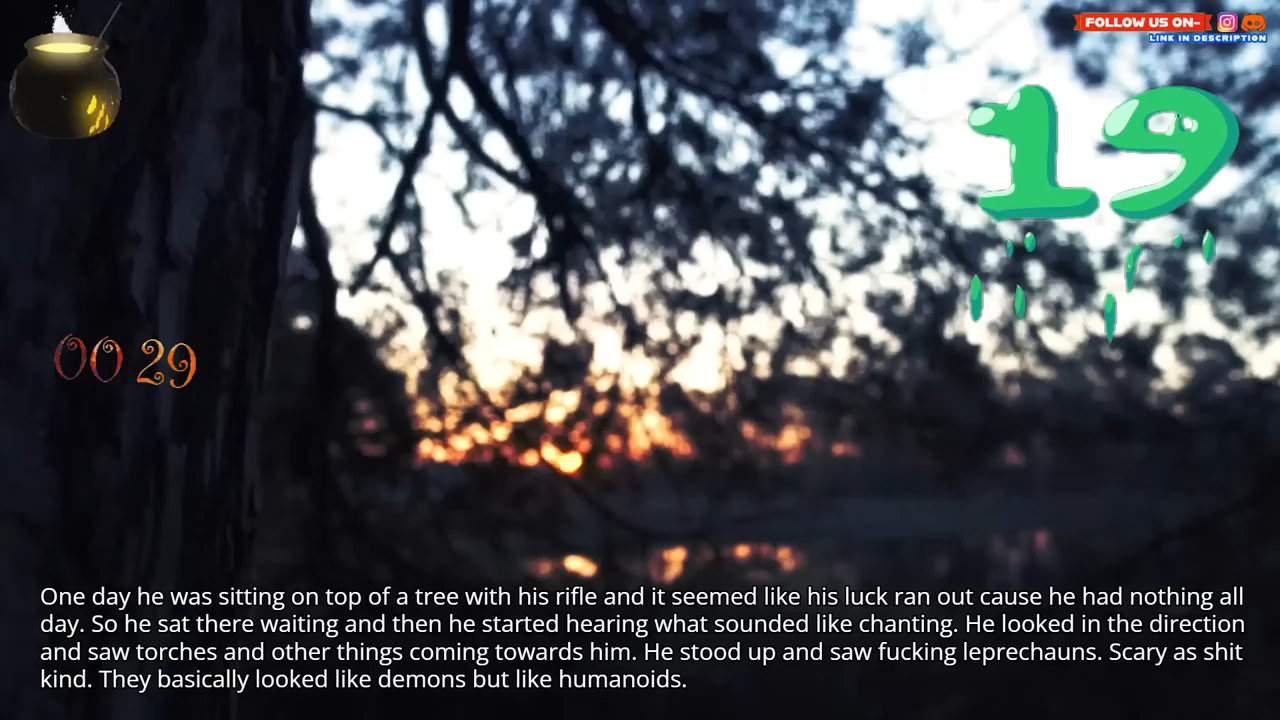 FOLLOW US ON-
LINK IN DESCRIPTION
19
00 29
One day he was sitting on top of a tree with his rifle and it seemed like his luck ran out cause he had nothing all
day. So he sat there waiting and then he started hearing what sounded like chanting. He looked in the direction
and saw torches and other things coming towards him. He stood up and saw fucking leprechauns. Scary as shit
kind. They basically looked like demons but like humanoids.